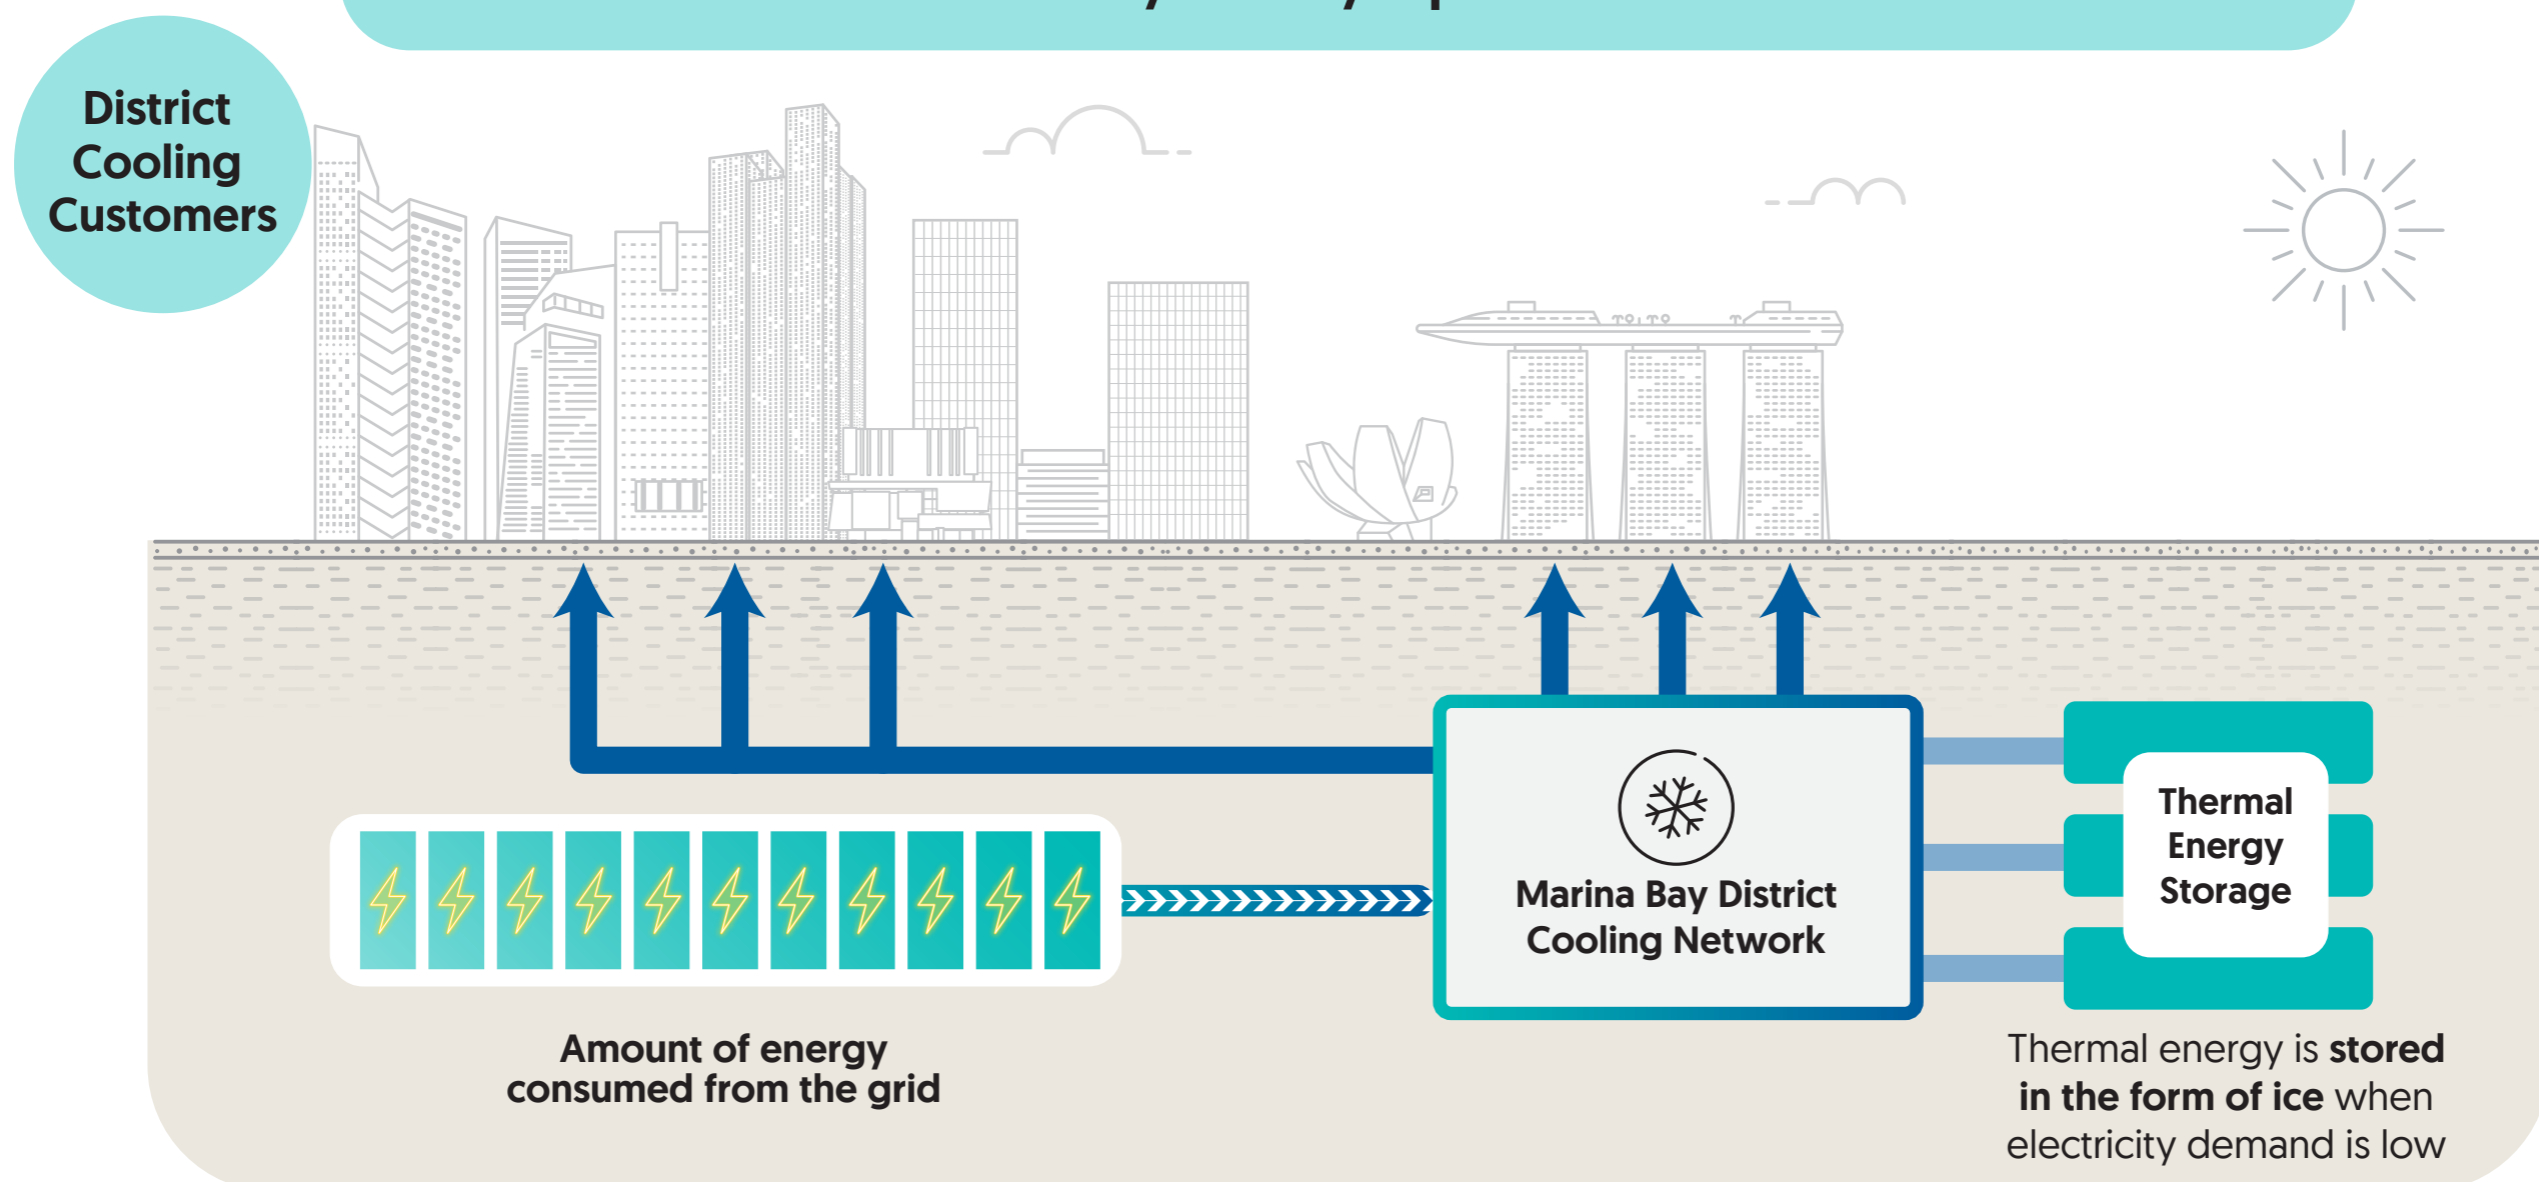 District
Cooling
Customers
Marina Bay District
Cooling Network
Thermal
Energy
Storage
Amount of energy
consumed from the grid
Thermal energy is stored
in the form of ice when
electricity demand is low